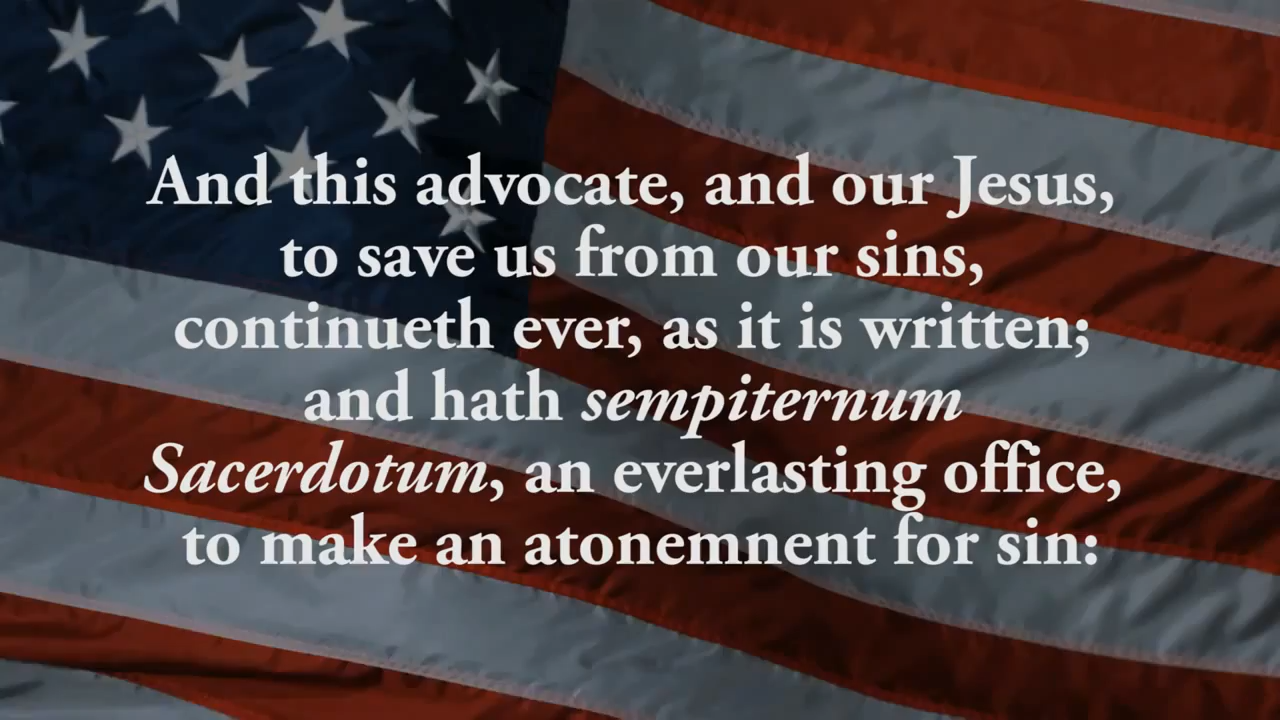 And this advocate, and our Jesus,
to save us from our sins,
continueth ever, as it is written;
and hath sempiternum
Sacerdotum, an everlasting office,
to make an atonemnent for sin: